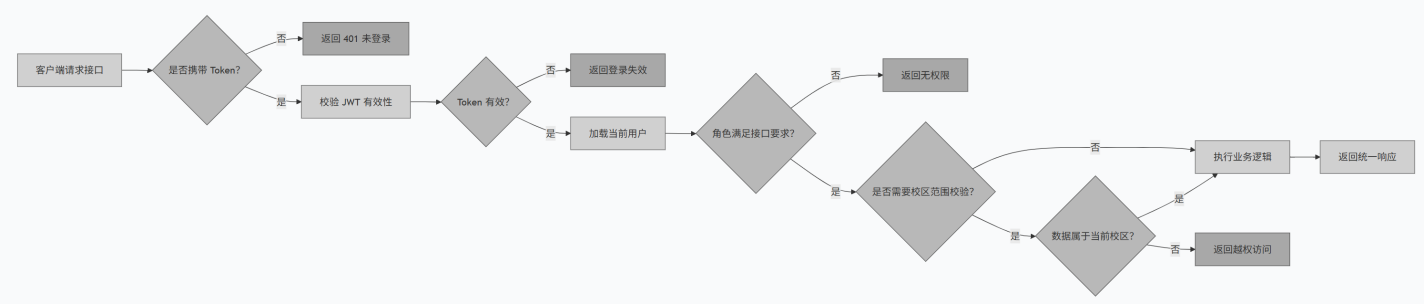 客户端请求接口
是否携带 Token？
否
返回 401 未登录
是
校验 JWT 有效性
Token 有效？
否
返回登录失效
是
加载当前用户
角色满足接口要求？
否
返回无权限
是
是否需要校区范围校验？
否
执行业务逻辑
返回统一响应
是
数据属于当前校区？
是
否
返回越权访问